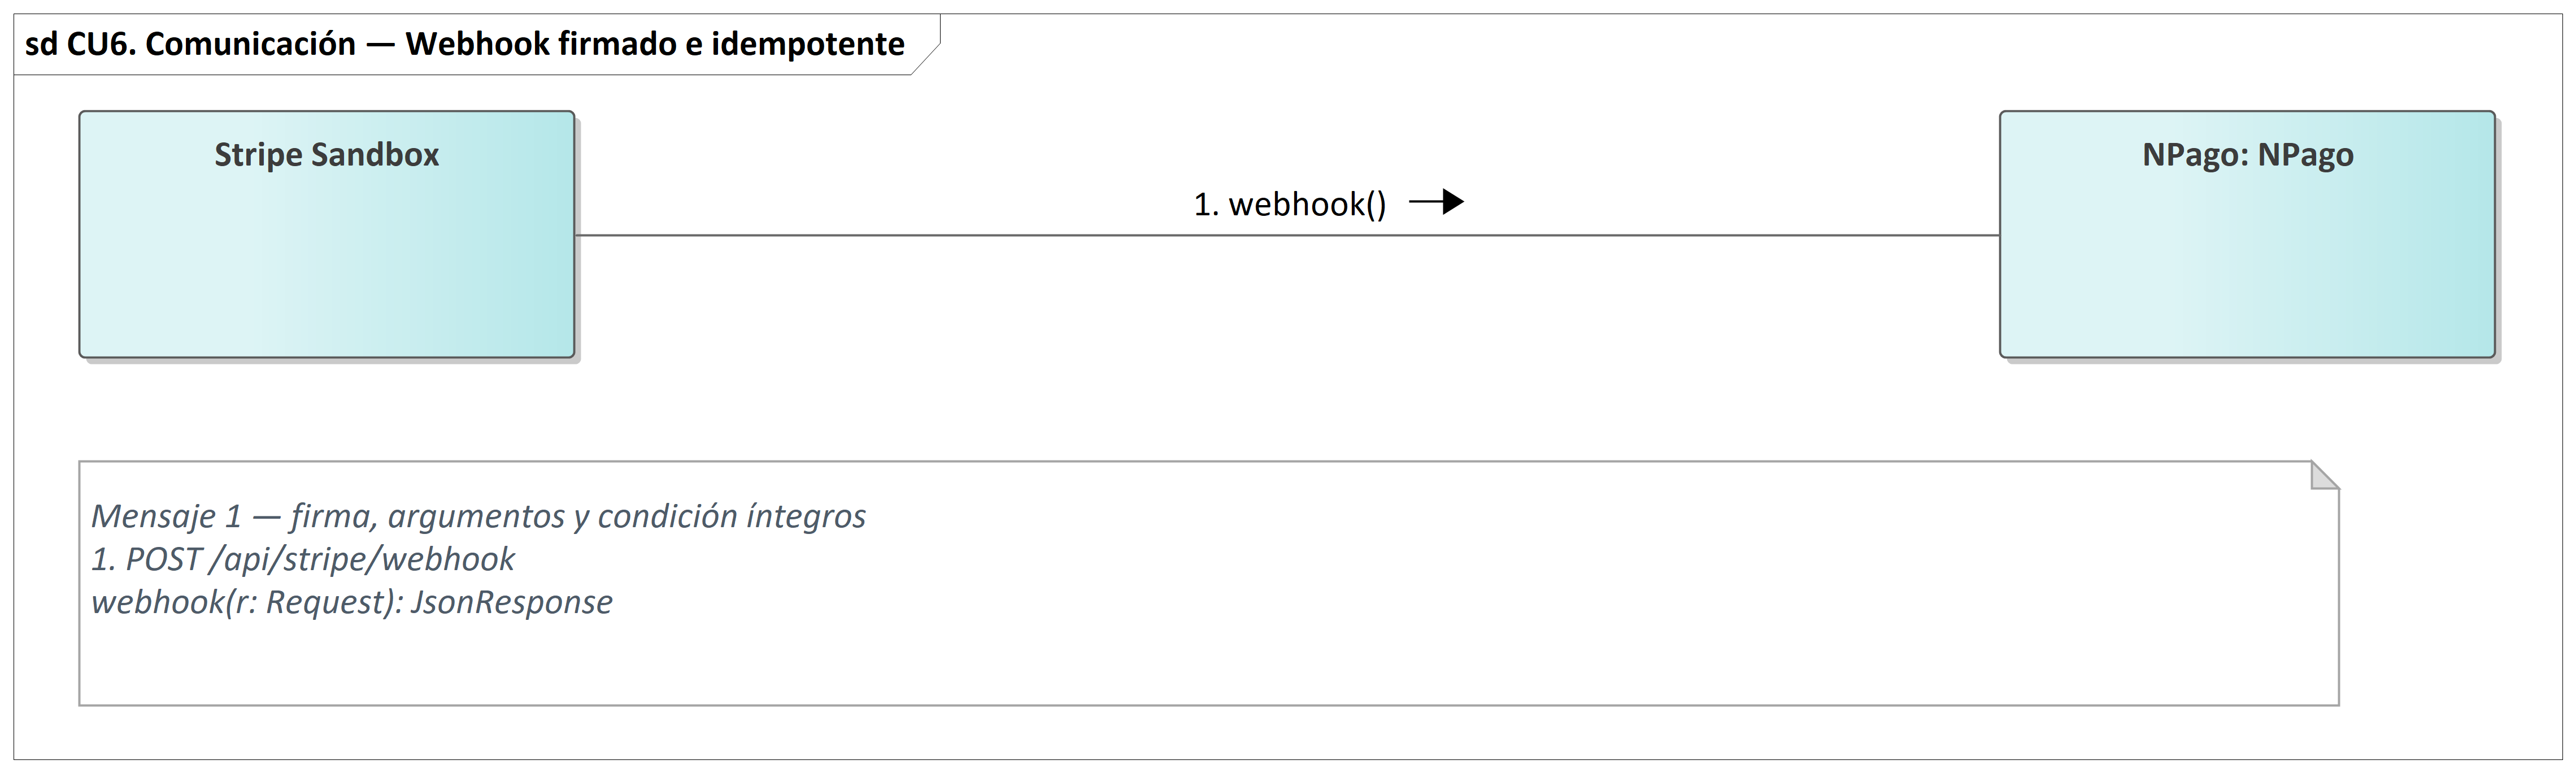 sd CU6. Comunicación — Webhook firmado e idempotente
Stripe Sandbox
NPago: NPago
1. webhook()
Mensaje 1 — firma, argumentos y condición íntegros
1. POST /api/stripe/webhook
webhook(r: Request): JsonResponse